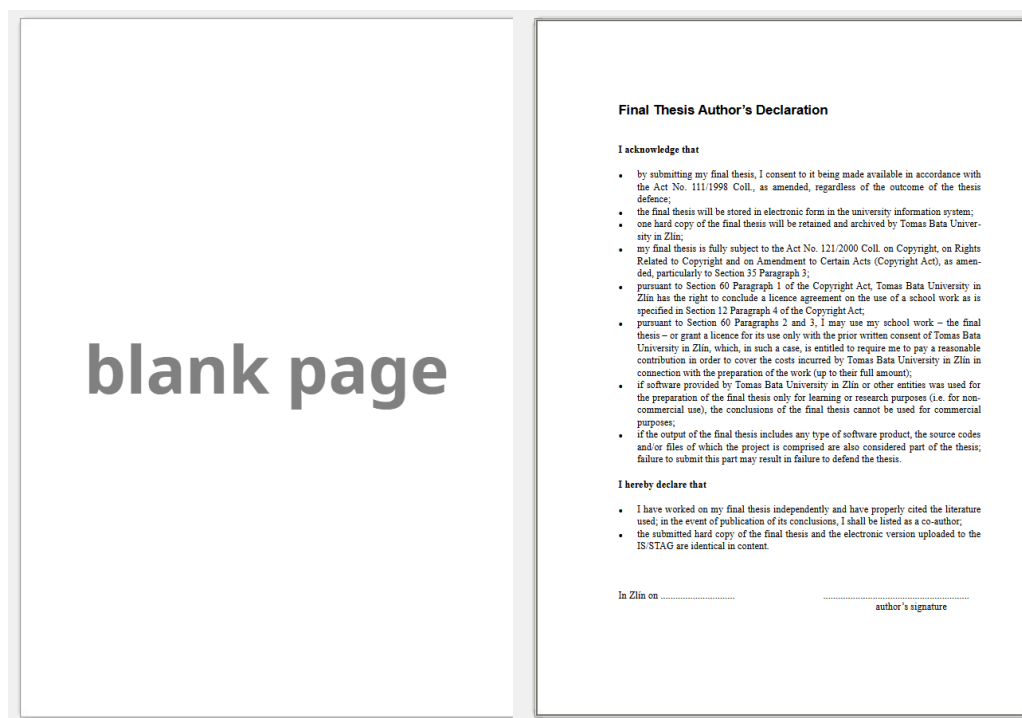 blank page
Final Thesis Author’s Declaration
I acknowledge that
• by submitting my final thesis, I consent to it being made available in accordance with
the Act No. 111/1998 Coll., as amended, regardless of the outcome of the thesis
defence;
• the final thesis will be stored in electronic form in the university information system;
• one hard copy of the final thesis will be retained and archived by Tomas Bata Univer-
sity in Zlín;
• my final thesis is fully subject to the Act No. 121/2000 Coll. on Copyright, on Rights
Related to Copyright and on Amendment to Certain Acts (Copyright Act), as amen-
ded, particularly to Section 35 Paragraph 3;
• pursuant to Section 60 Paragraph 1 of the Copyright Act, Tomas Bata University in
Zlín has the right to conclude a licence agreement on the use of a school work as is
specified in Section 12 Paragraph 4 of the Copyright Act;
• pursuant to Section 60 Paragraphs 2 and 3, I may use my school work – the final
thesis – or grant a licence for its use only with the prior written consent of Tomas Bata
University in Zlín, which, in such a case, is entitled to require me to pay a reasonable
contribution in order to cover the costs incurred by Tomas Bata University in Zlín in
connection with the preparation of the work (up to their full amount);
• if software provided by Tomas Bata University in Zlín or other entities was used for
the preparation of the final thesis only for learning or research purposes (i.e. for non-
commercial use), the conclusions of the final thesis cannot be used for commercial
purposes;
• if the output of the final thesis includes any type of software product, the source codes
and/or files of which the project is comprised are also considered part of the thesis;
failure to submit this part may result in failure to defend the thesis.
I hereby declare that
• I have worked on my final thesis independently and have properly cited the literature
used; in the event of publication of its conclusions, I shall be listed as a co-author;
• the submitted hard copy of the final thesis and the electronic version uploaded to the
IS/STAG are identical in content.
In Zlín on .............................. ............................................................
author’s signature